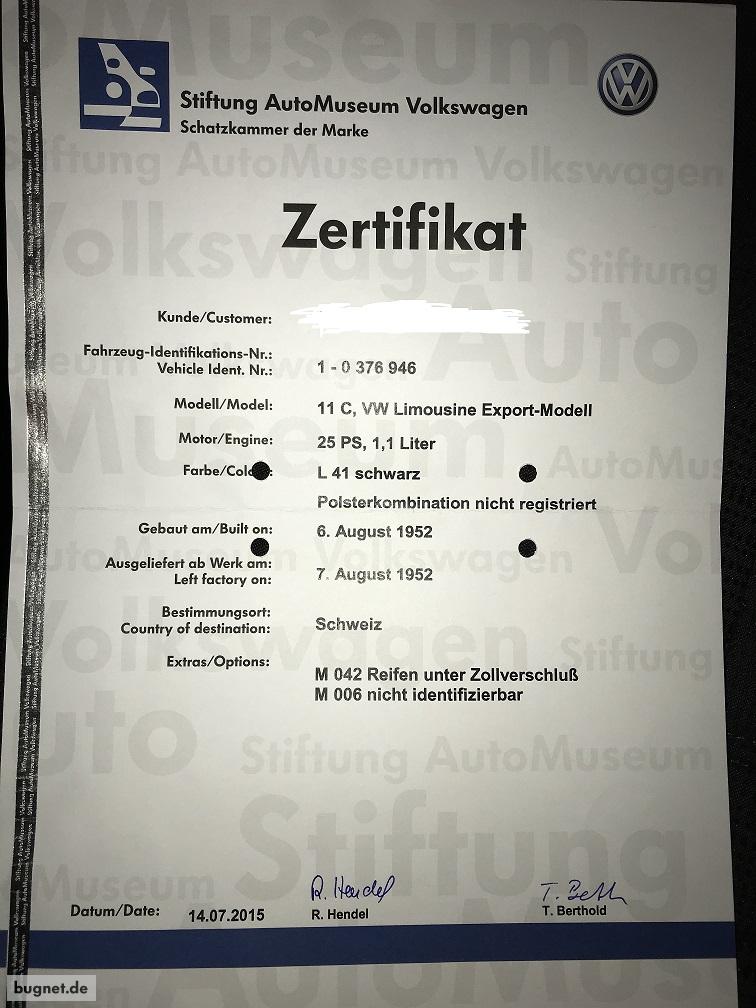 Stiftung AutoMuseum Volkswagen
Schatzkammer der Marke
Zertifikat
Kunde/Customer:
Fahrzeug-Identifikations-Nr.:
Vehicle Ident. Nr.: 1 - 0 376 946
Modell/Model: 11 C, VW Limousine Export-Modell
Motor/Engine: 25 PS, 1,1 Liter
Farbe/Colo : L 41 schwarz
Polsterkombination nicht registriert
Gebaut am/Built on: 6. August 1952
Ausgeliefert ab Werk am:
Left factory on: 7. August 1952
Bestimmungsort:
Country of destination: Schweiz
Extras/Options:
M 042 Reifen unter Zollverschluß
M 006 nicht identifizierbar
R. Hendel T. Berthold
Datum/Date: 14.07.2015 R. Hendel T. Berthold
bugnet.de